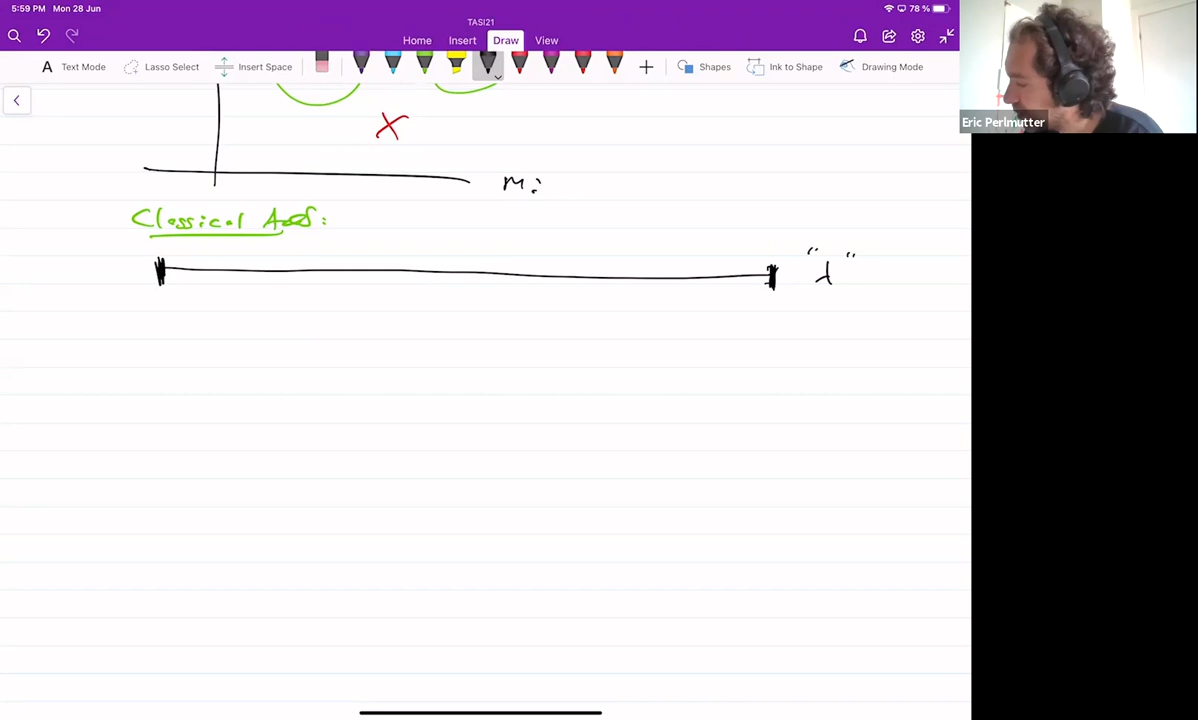 5:59 PM Mon 28 Jun
78 %
TASI21
Home Insert Draw View
A Text Mode Lasso Select Insert Space Shapes Ink to Shape Drawing Mode
Eric Perlmutter
X
m:
Classical AdS:
"λ"